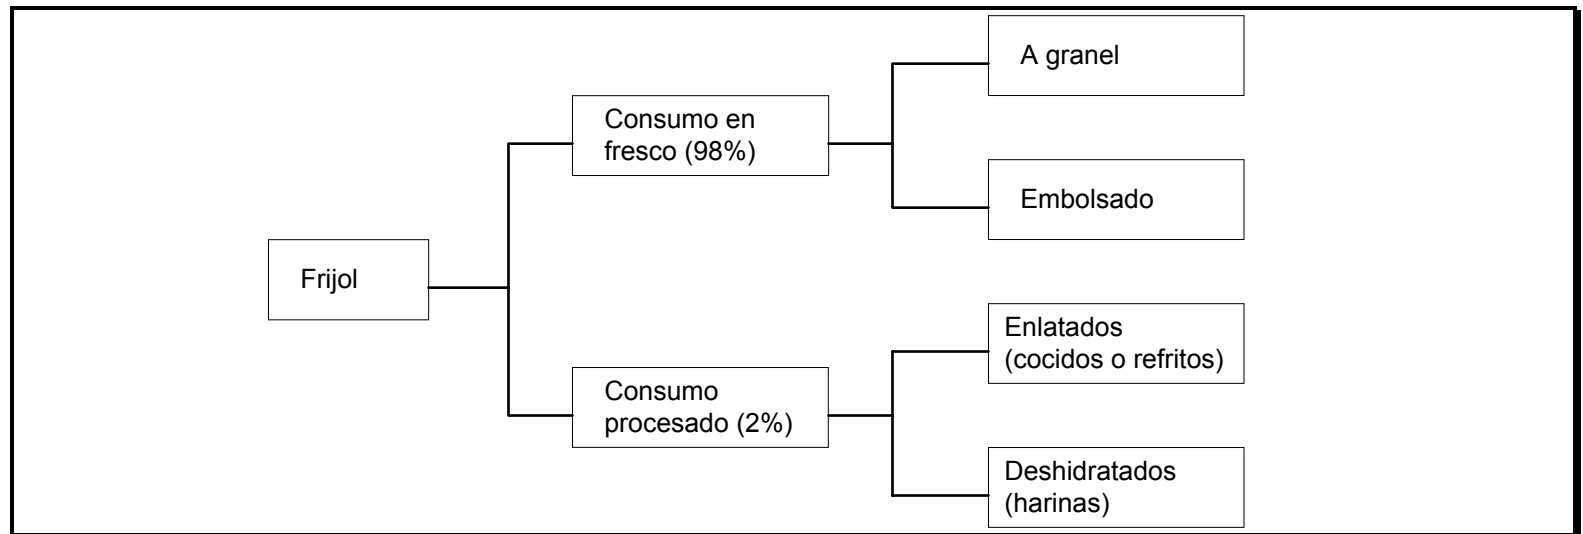 A granel
Consumo en
fresco (98%)
Embolsado
Frijol
Enlatados
(cocidos o refritos)
Consumo
procesado (2%)
Deshidratados
(harinas)